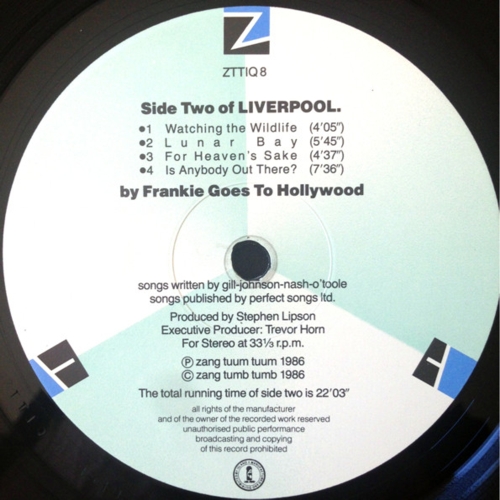 Z
ZTTIQ 8
Side Two of LIVERPOOL.
●1 Watching the Wildlife (4'05")
●2 Lunar Bay (5'45")
●3 For Heaven's Sake (4'37")
●4 Is Anybody Out There? (7'36")
by Frankie Goes To Hollywood
songs written by gill-johnson-nash-o'toole
songs published by perfect songs ltd.
Produced by Stephen Lipson
Executive Producer: Trevor Horn
For Stereo at 33⅓ r.p.m.
T
T
Ⓟ zang tuum tuum 1986
Ⓒ zang tumb tumb 1986
The total running time of side two is 22'03"
all rights of the manufacturer
and of the owner of the recorded work reserved
unauthorised public performance
broadcasting and copying
of this record prohibited